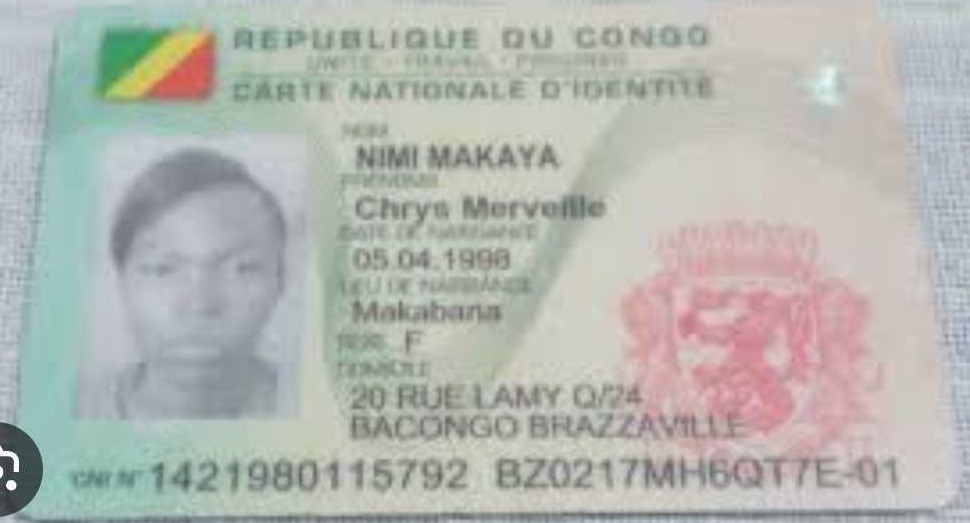 REPUBLIQUE DU CONGO
UNITE - TRAVAIL - PROGRES
CARTE NATIONALE D'IDENTITE
NOM
NIMI MAKAYA
PRENOMS
Chrys Merveille
DATE DE NAISSANCE
05.04.1998
LIEU DE NAISSANCE
Makabana
SEXE F
DOMICILE
20 RUE LAMY Q/24
BACONGO BRAZZAVILLE
CNI N° 1421980115792 BZ0217MH6QT7E-01